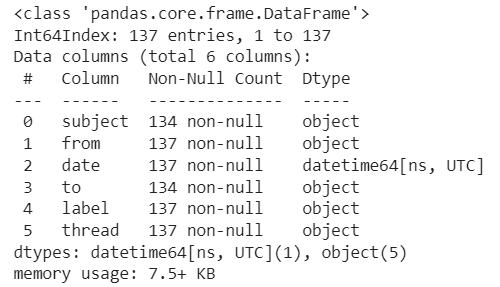 <class 'pandas.core.frame.DataFrame'>
Int64Index: 137 entries, 1 to 137
Data columns (total 6 columns):
 #   Column   Non-Null Count  Dtype
---  ------   --------------  -----
 0   subject  134 non-null    object
 1   from     137 non-null    object
 2   date     137 non-null    datetime64[ns, UTC]
 3   to       134 non-null    object
 4   label    137 non-null    object
 5   thread   137 non-null    object
dtypes: datetime64[ns, UTC](1), object(5)
memory usage: 7.5+ KB